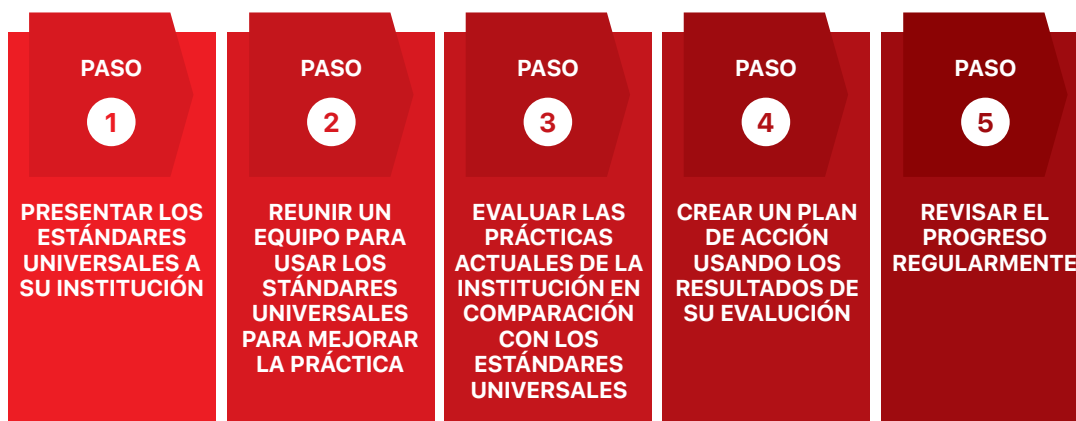 PASO
1
PRESENTAR LOS
ESTÁNDARES
UNIVERSALES A
SU INSTITUCIÓN
PASO
2
REUNIR UN
EQUIPO PARA
USAR LOS
STÁNDARES
UNIVERSALES
PARA MEJORAR
LA PRÁCTICA
PASO
3
EVALUAR LAS
PRÁCTICAS
ACTUALES DE LA
INSTITUCIÓN EN
COMPARACIÓN
CON LOS
ESTÁNDARES
UNIVERSALES
PASO
4
CREAR UN PLAN
DE ACCIÓN
USANDO LOS
RESULTADOS DE
SU EVALUCIÓN
PASO
5
REVISAR EL
PROGRESO
REGULARMENTE